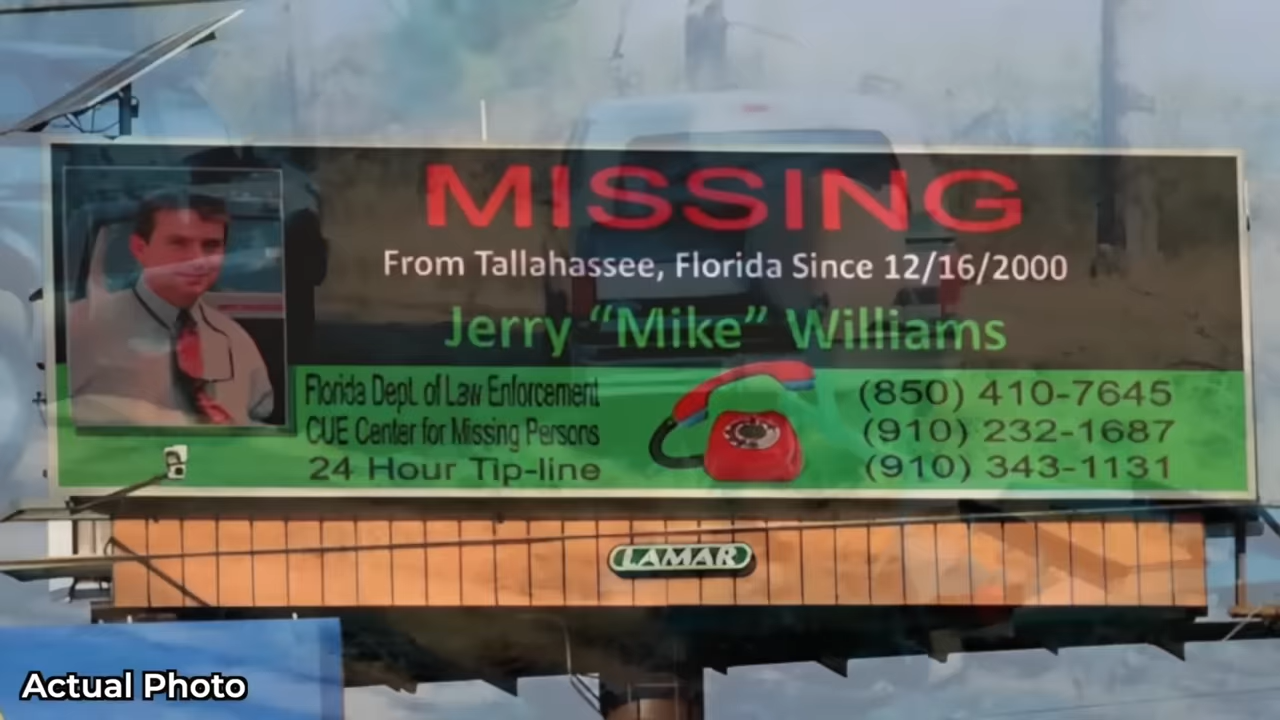 MISSING
From Tallahassee, Florida Since 12/16/2000
Jerry “Mike” Williams
Florida Dept. of Law Enforcement (850) 410-7645
CUE Center for Missing Persons (910) 232-1687
24 Hour Tip-line (910) 343-1131
LAMAR
Actual Photo